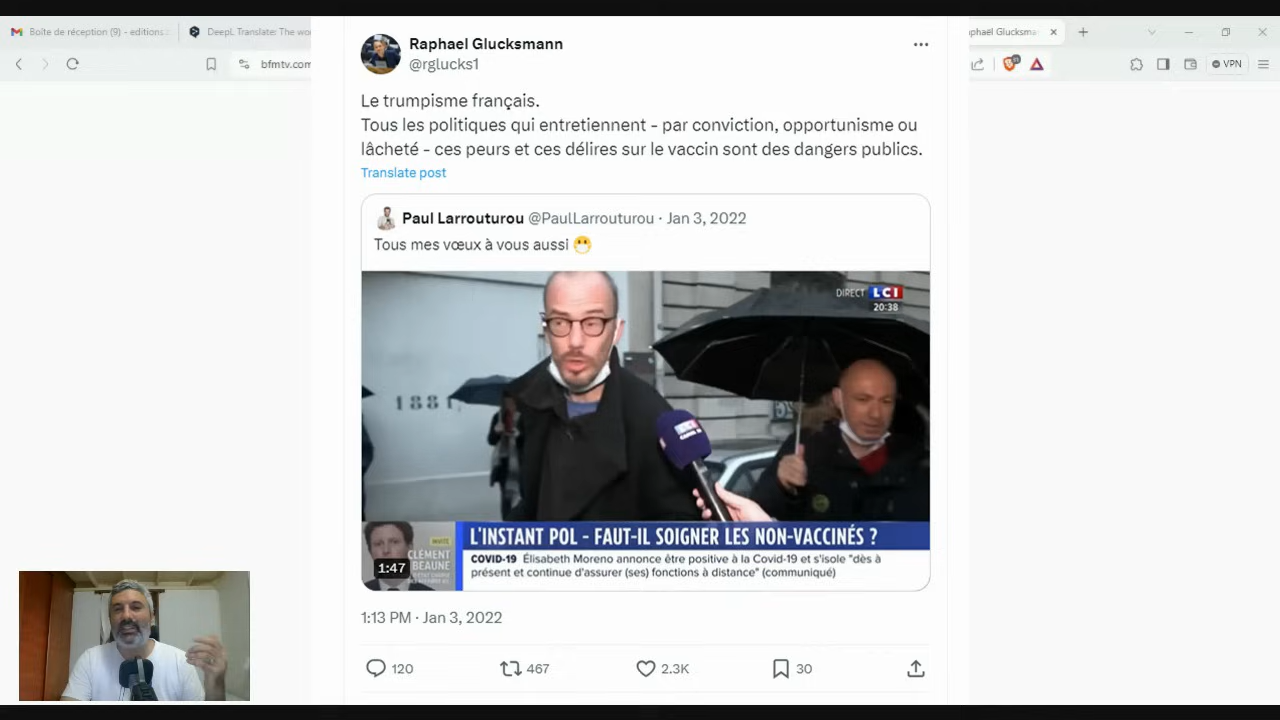 Boîte de réception (9) - editions
DeepL Translate: The wo
phaël Glucksma
bfmtv.com
11
VPN
Raphael Glucksmann
@rglucks1
Le trumpisme français.
Tous les politiques qui entretiennent - par conviction, opportunisme ou
lâcheté - ces peurs et ces délires sur le vaccin sont des dangers publics.
Translate post
Paul Larrouturou @PaulLarrouturou · Jan 3, 2022
Tous mes vœux à vous aussi 😷
DIRECT LCI
20:38
1881
LCI
INVITÉ
CLÉMENT
BEAUNE
1:47
L'INSTANT POL - FAUT-IL SOIGNER LES NON-VACCINÉS ?
COVID-19 Élisabeth Moreno annonce être positive à la Covid-19 et s'isole "dès à
présent et continue d'assurer (ses) fonctions à distance" (communiqué)
1:13 PM · Jan 3, 2022
120
467
2.3K
30